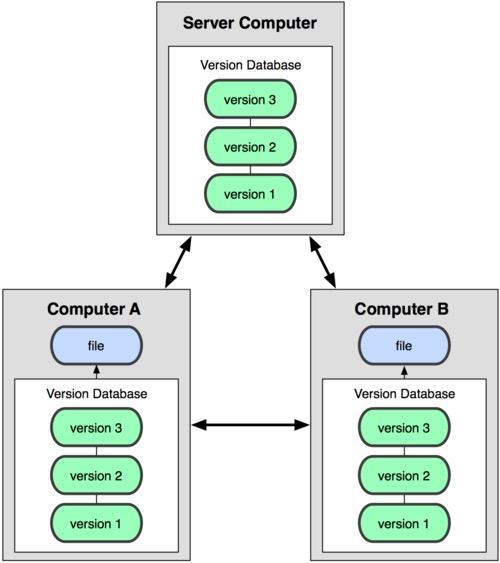 Server Computer
Version Database
version 3
version 2
version 1
Computer A
file
Version Database
version 3
version 2
version 1
Computer B
file
Version Database
version 3
version 2
version 1